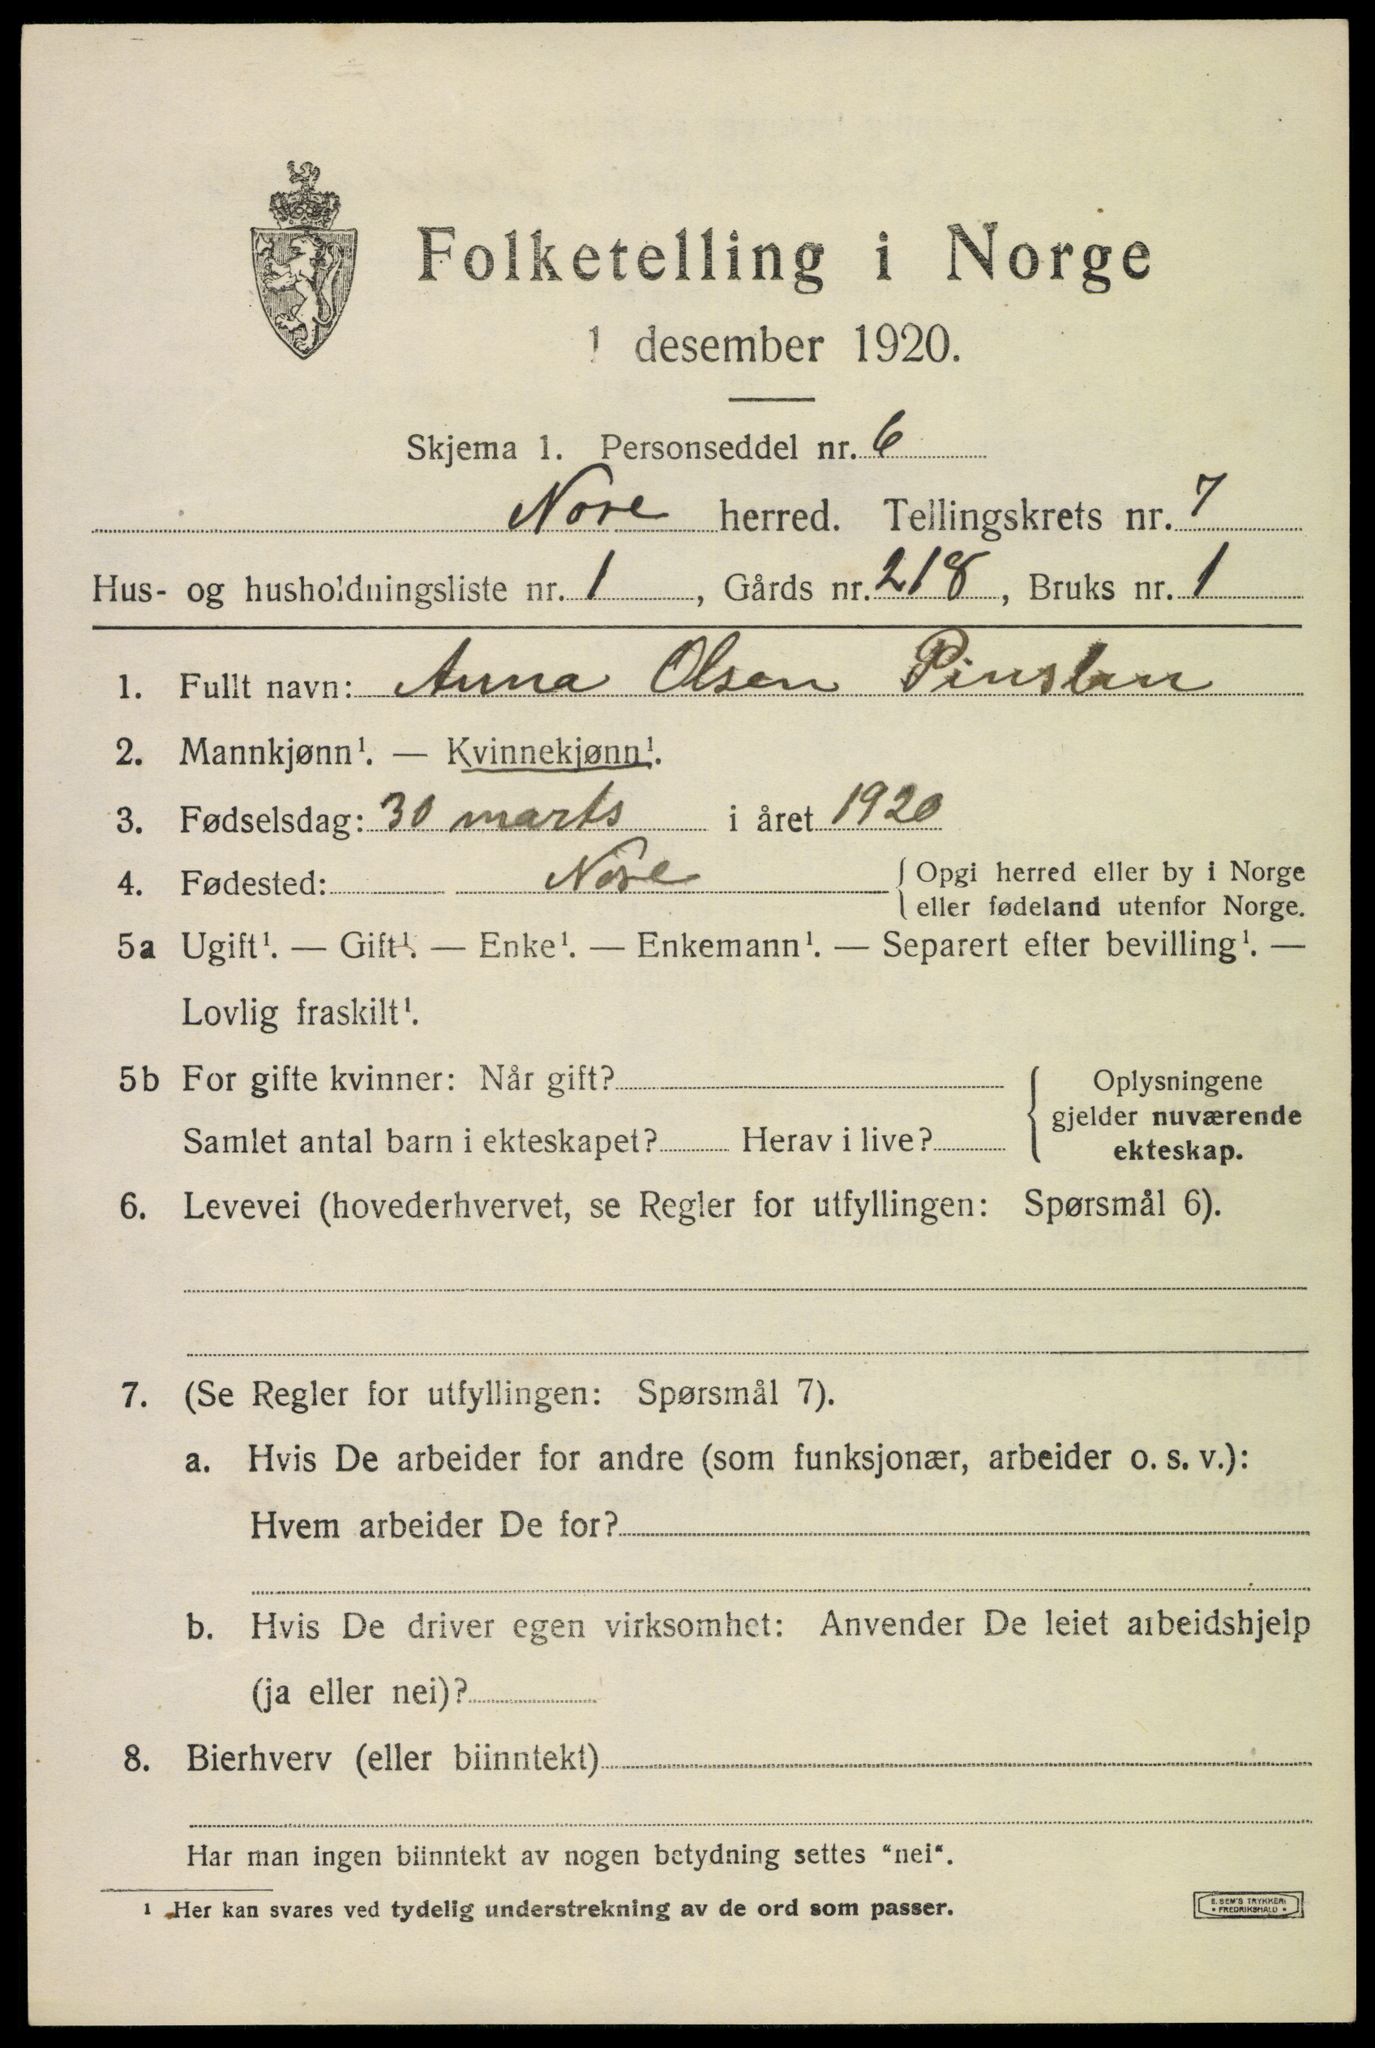 Folketelling i Norge
1 desember 1920.
Skjema 1. Personseddel nr. 6
Nore herred. Tellingskrets nr. 7
Hus- og husholdningsliste nr. 1, Gårds nr. 218, Bruks nr. 1
1. Fullt navn: Anna Olsen
2. Mannkjønn¹. — Kvinnekjønn¹.
3. Fødselsdag: 30 marts i året 1920
4. Fødested: Nore { Opgi herred eller by i Norge
eller fødeland utenfor Norge.
5a Ugift¹. — Gift¹. — Enke¹. — Enkemann¹. — Separert efter bevilling¹. —
Lovlig fraskilt¹.
5b For gifte kvinner: Når gift?
Samlet antal barn i ekteskapet? Herav i live?
{ Oplysningene
gjelder nuværende
ekteskap.
6. Levevei (hovederhvervet, se Regler for utfyllingen: Spørsmål 6).
7. (Se Regler for utfyllingen: Spørsmål 7).
a. Hvis De arbeider for andre (som funksjonær, arbeider o. s. v.):
Hvem arbeider De for?
b. Hvis De driver egen virksomhet: Anvender De leiet arbeidshjelp
(ja eller nei)?
8. Bierhverv (eller biinntekt)
Har man ingen biinntekt av nogen betydning settes "nei".
¹ Her kan svares ved tydelig understrekning av de ord som passer.
E. SEM'S TRYKKERI
• FREDRIKSHALD •